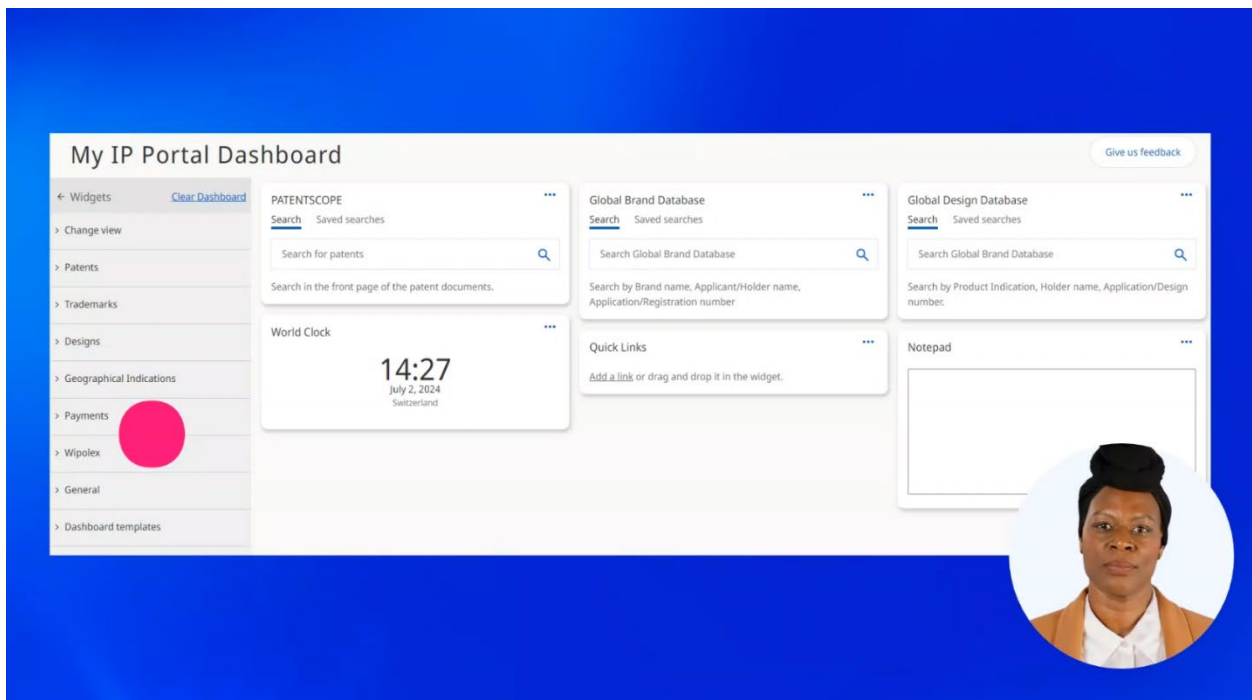 My IP Portal Dashboard
Give us feedback
← Widgets
Clear Dashboard
> Change view
> Patents
> Trademarks
> Designs
> Geographical Indications
> Payments
> Wipolex
> General
> Dashboard templates
PATENTSCOPE
Search Saved searches
Search for patents
Search in the front page of the patent documents.
World Clock
14:27
July 2, 2024
Switzerland
Global Brand Database
Search Saved searches
Search Global Brand Database
Search by Brand name, Applicant/Holder name,
Application/Registration number
Quick Links
Add a link or drag and drop it in the widget.
Global Design Database
Search Saved searches
Search Global Brand Database
Search by Product Indication, Holder name, Application/Design
number.
Notepad